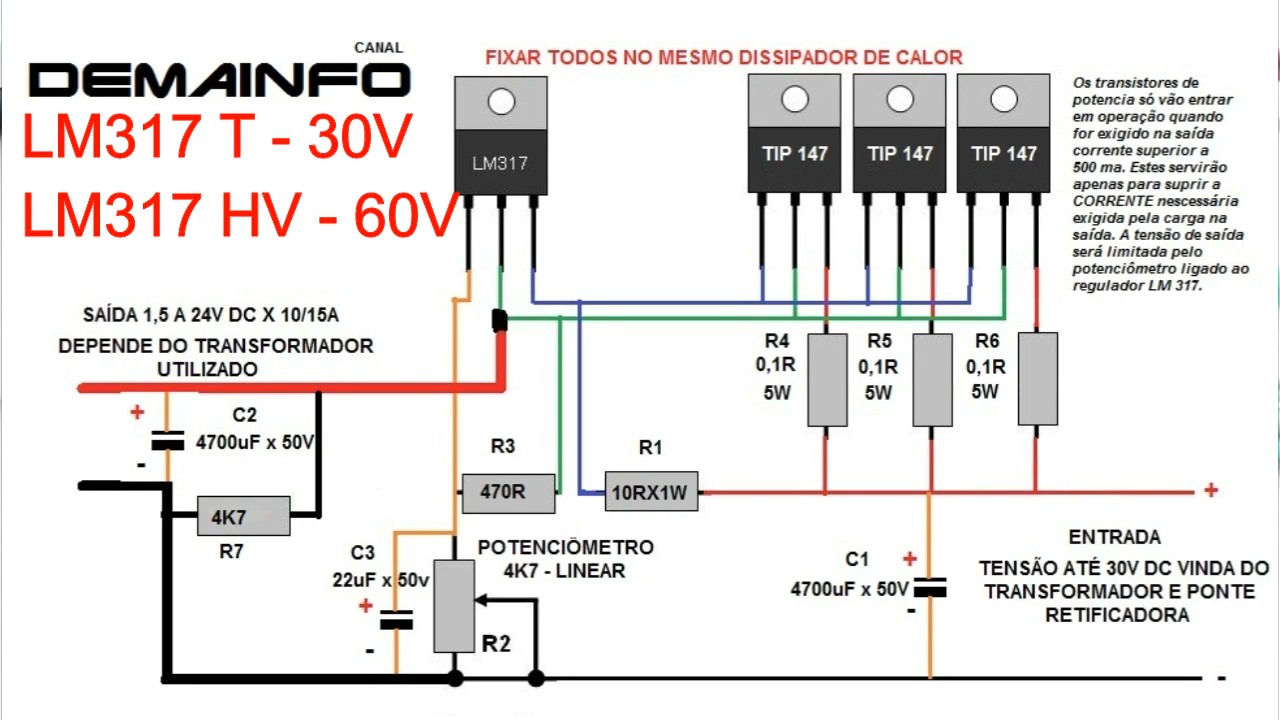 CANAL
DEMAINFO
LM317 T - 30V
LM317 HV - 60V
FIXAR TODOS NO MESMO DISSIPADOR DE CALOR
LM317
TIP 147
TIP 147
TIP 147
Os transistores de
potencia só vão entrar
em operação quando
for exigido na saída
corrente superior a
500 ma. Estes servirão
apenas para suprir a
CORRENTE nescessária
exigida pela carga na
saída. A tensão de saída
será limitada pelo
potenciômetro ligado ao
regulador LM 317.
SAÍDA 1,5 A 24V DC X 10/15A
DEPENDE DO TRANSFORMADOR
UTILIZADO
R4
0,1R
5W
R5
0,1R
5W
R6
0,1R
5W
+
C2
4700uF x 50V
-
R3
470R
R1
10RX1W
+
4K7
R7
C3
22uF x 50v
+
-
POTENCIÔMETRO
4K7 - LINEAR
R2
C1
4700uF x 50V
+
-
ENTRADA
TENSÃO ATÉ 30V DC VINDA DO
TRANSFORMADOR E PONTE
RETIFICADORA
-